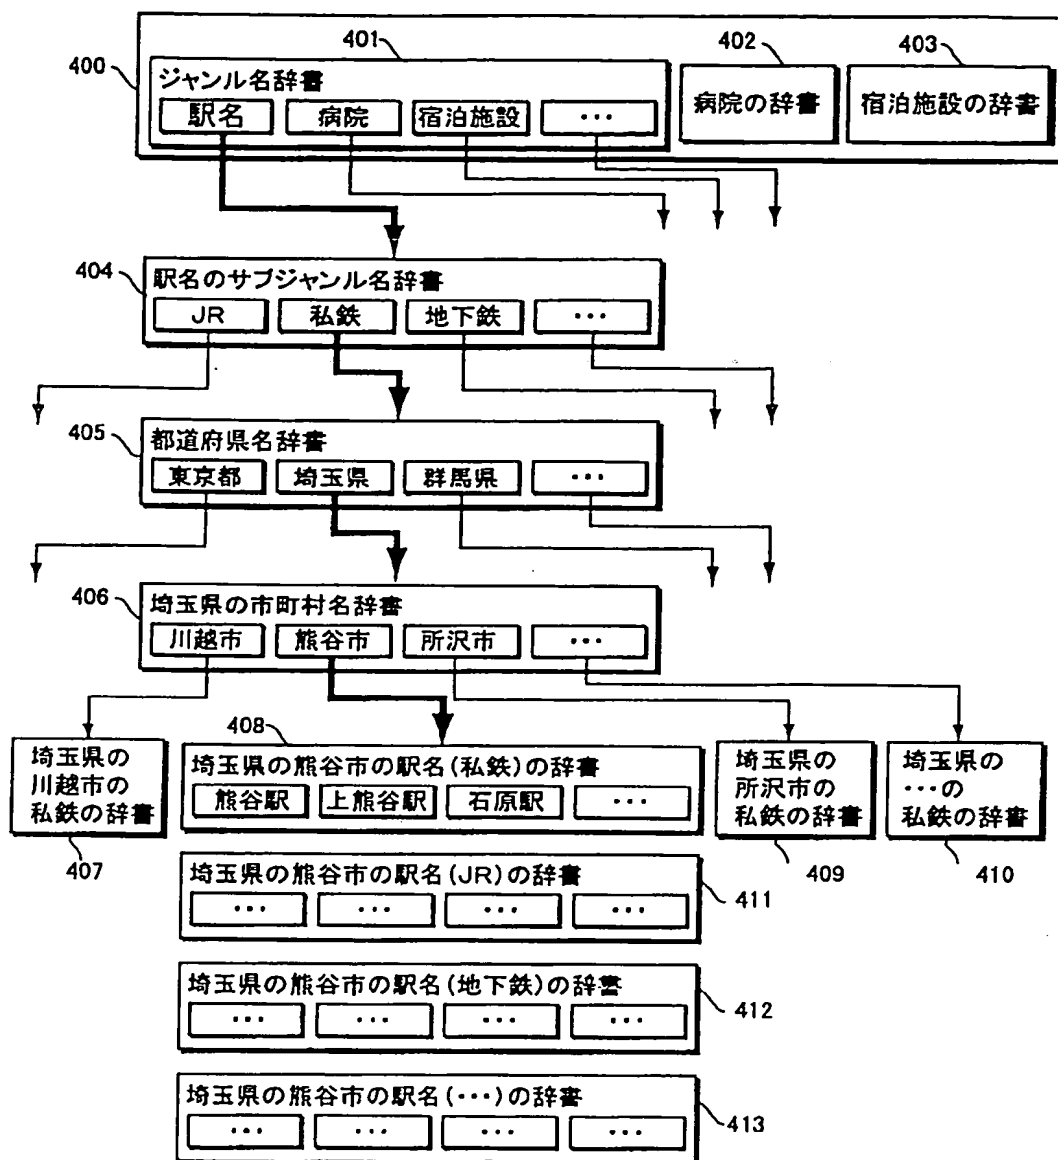 400
401
402
403
ジャンル名辞書
駅名
病院
宿泊施設
･･･
病院の辞書
宿泊施設の辞書
404
駅名のサブジャンル名辞書
JR
私鉄
地下鉄
･･･
405
都道府県名辞書
東京都
埼玉県
群馬県
･･･
406
埼玉県の市町村名辞書
川越市
熊谷市
所沢市
･･･
埼玉県の
川越市の
私鉄の辞書
407
408
埼玉県の熊谷市の駅名(私鉄)の辞書
熊谷駅
上熊谷駅
石原駅
･･･
埼玉県の
所沢市の
私鉄の辞書
409
埼玉県の
･･･の
私鉄の辞書
410
埼玉県の熊谷市の駅名(JR)の辞書
･･･
･･･
･･･
･･･
411
埼玉県の熊谷市の駅名(地下鉄)の辞書
･･･
･･･
･･･
･･･
412
埼玉県の熊谷市の駅名(･･･)の辞書
･･･
･･･
･･･
･･･
413